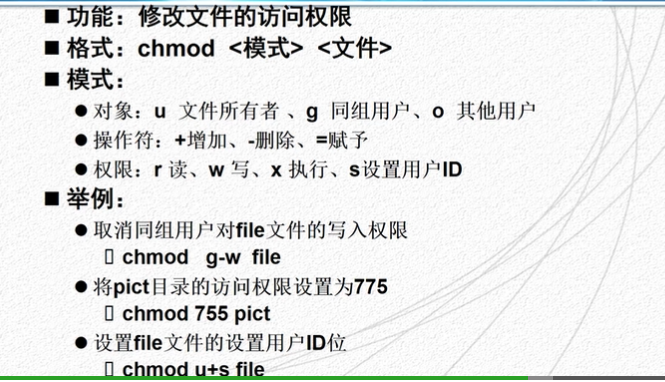 ■ 功能：修改文件的访问权限
■ 格式：chmod <模式> <文件>
■ 模式：
● 对象：u 文件所有者 、g 同组用户、o 其他用户
● 操作符：+增加、-删除、=赋予
● 权限：r 读、w 写、x 执行、s设置用户ID
■ 举例：
● 取消同组用户对file文件的写入权限
▯ chmod g-w file
● 将pict目录的访问权限设置为775
▯ chmod 755 pict
● 设置file文件的设置用户ID位
▯ chmod u+s file